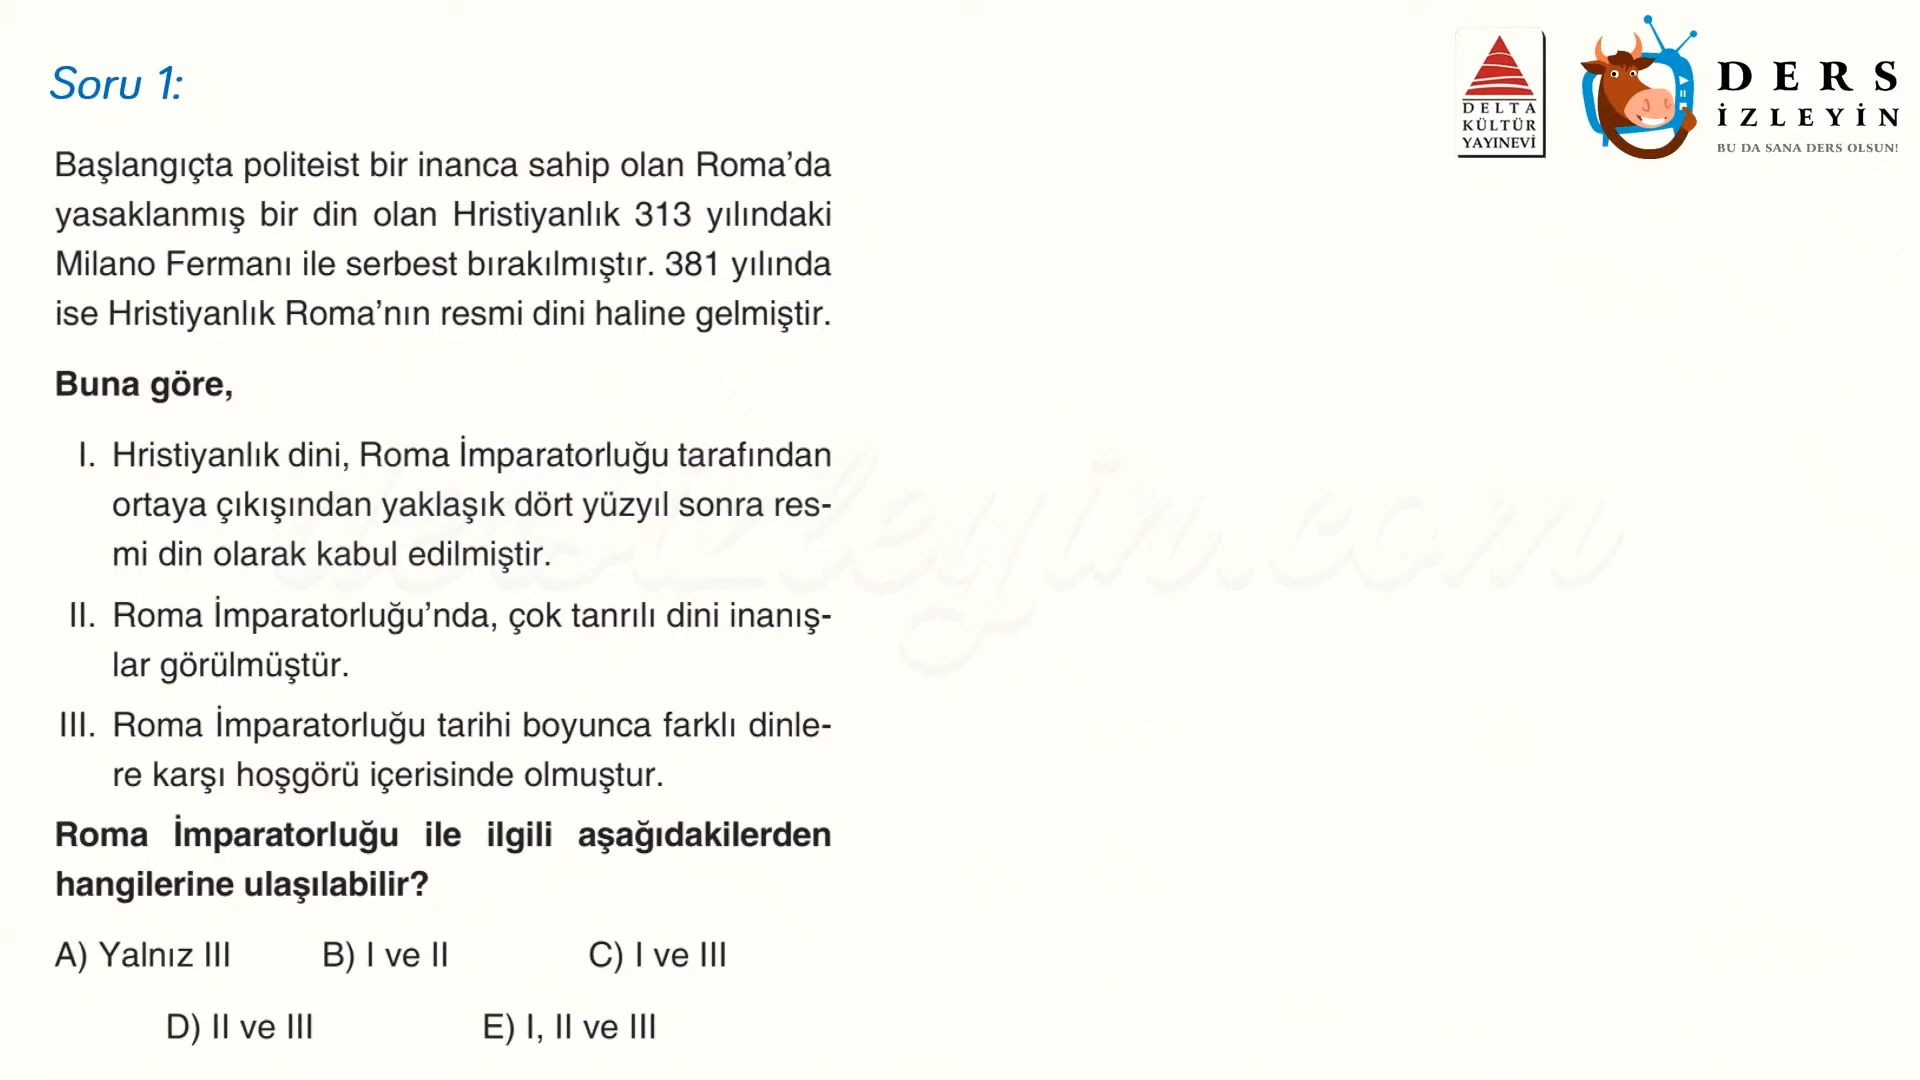 Soru 1:
DELTA
KÜLTÜR
YAYINEVİ
DERS
İZLEYİN
BU DA SANA DERS OLSUN!
Başlangıçta politeist bir inanca sahip olan Roma’da
yasaklanmış bir din olan Hristiyanlık 313 yılındaki
Milano Fermanı ile serbest bırakılmıştır. 381 yılında
ise Hristiyanlık Roma’nın resmi dini haline gelmiştir.
Buna göre,
I. Hristiyanlık dini, Roma İmparatorluğu tarafından
ortaya çıkışından yaklaşık dört yüzyıl sonra res-
mi din olarak kabul edilmiştir.
II. Roma İmparatorluğu’nda, çok tanrılı dini inanış-
lar görülmüştür.
III. Roma İmparatorluğu tarihi boyunca farklı dinle-
re karşı hoşgörü içerisinde olmuştur.
Roma İmparatorluğu ile ilgili aşağıdakilerden
hangilerine ulaşılabilir?
A) Yalnız III B) I ve II C) I ve III
D) II ve III E) I, II ve III
dersizleyin.com